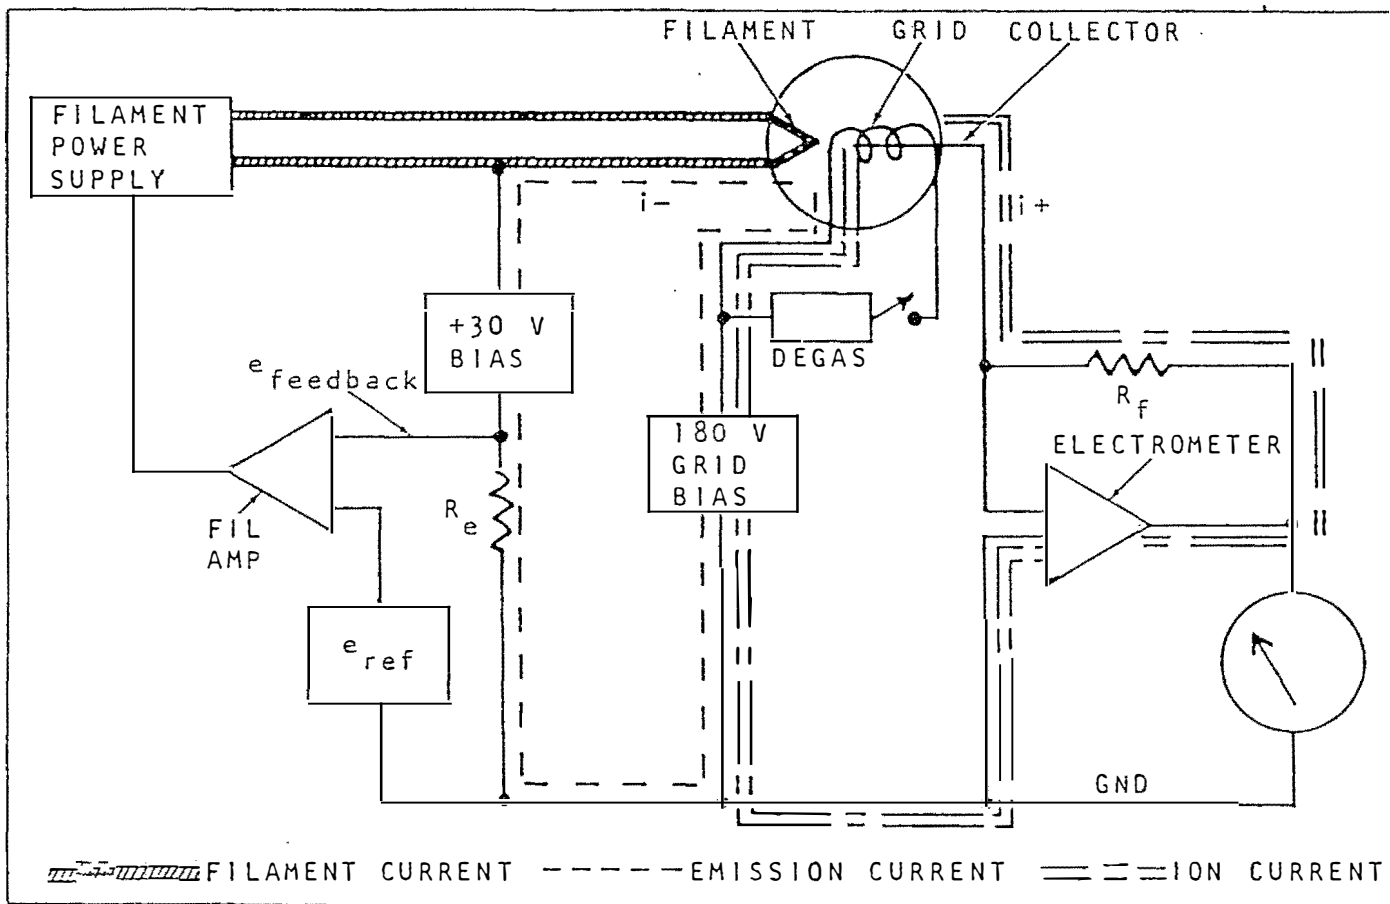 FILAMENT GRID COLLECTOR
FILAMENT
POWER
SUPPLY
i-
i+
+30 V
BIAS
DEGAS
e feedback
R f
180 V
GRID
BIAS
ELECTROMETER
R e
FIL
AMP
e ref
GND
FILAMENT CURRENT EMISSION CURRENT ION CURRENT